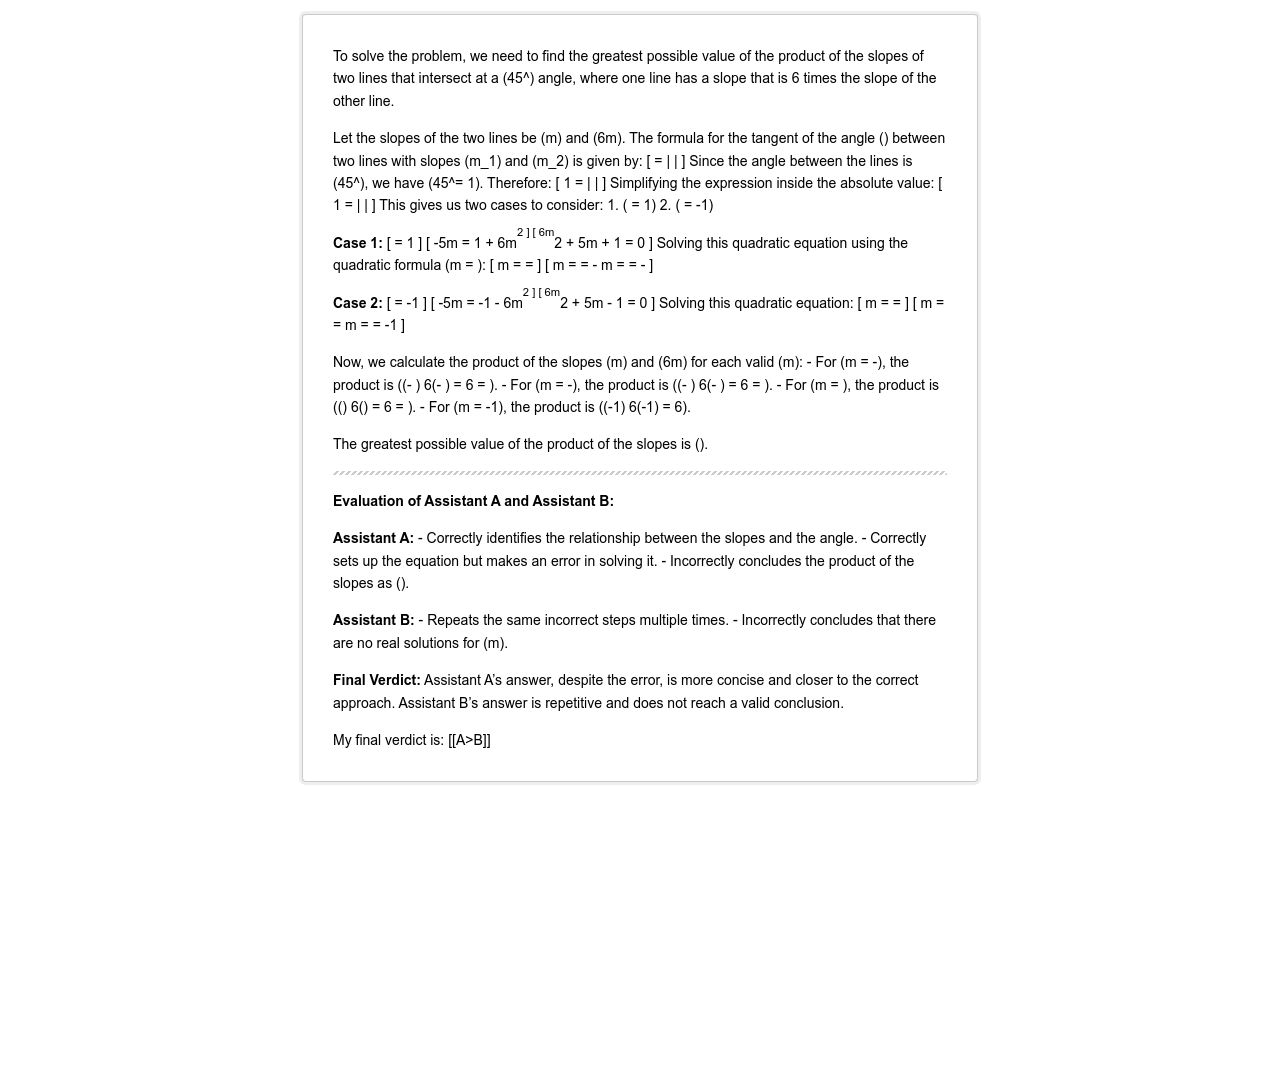 To solve the problem, we need to find the greatest possible value of the product of the slopes of
two lines that intersect at a (45^) angle, where one line has a slope that is 6 times the slope of the
other line.
Let the slopes of the two lines be (m) and (6m). The formula for the tangent of the angle () between
two lines with slopes (m_1) and (m_2) is given by: [ = | | ] Since the angle between the lines is
(45^), we have (45^= 1). Therefore: [ 1 = | | ] Simplifying the expression inside the absolute value: [
1 = | | ] This gives us two cases to consider: 1. ( = 1) 2. ( = -1)
Case 1: [ = 1 ] [ -5m = 1 + 6m2 ] [ 6m2 + 5m + 1 = 0 ] Solving this quadratic equation using the
quadratic formula (m = ): [ m = = ] [ m = = - m = = - ]
Case 2: [ = -1 ] [ -5m = -1 - 6m2 ] [ 6m2 + 5m - 1 = 0 ] Solving this quadratic equation: [ m = = ] [ m =
= m = = -1 ]
Now, we calculate the product of the slopes (m) and (6m) for each valid (m): - For (m = -), the
product is ((- ) 6(- ) = 6 = ). - For (m = -), the product is ((- ) 6(- ) = 6 = ). - For (m = ), the product is
(() 6() = 6 = ). - For (m = -1), the product is ((-1) 6(-1) = 6).
The greatest possible value of the product of the slopes is ().
Evaluation of Assistant A and Assistant B:
Assistant A: - Correctly identifies the relationship between the slopes and the angle. - Correctly
sets up the equation but makes an error in solving it. - Incorrectly concludes the product of the
slopes as ().
Assistant B: - Repeats the same incorrect steps multiple times. - Incorrectly concludes that there
are no real solutions for (m).
Final Verdict: Assistant A’s answer, despite the error, is more concise and closer to the correct
approach. Assistant B’s answer is repetitive and does not reach a valid conclusion.
My final verdict is: [[A>B]]